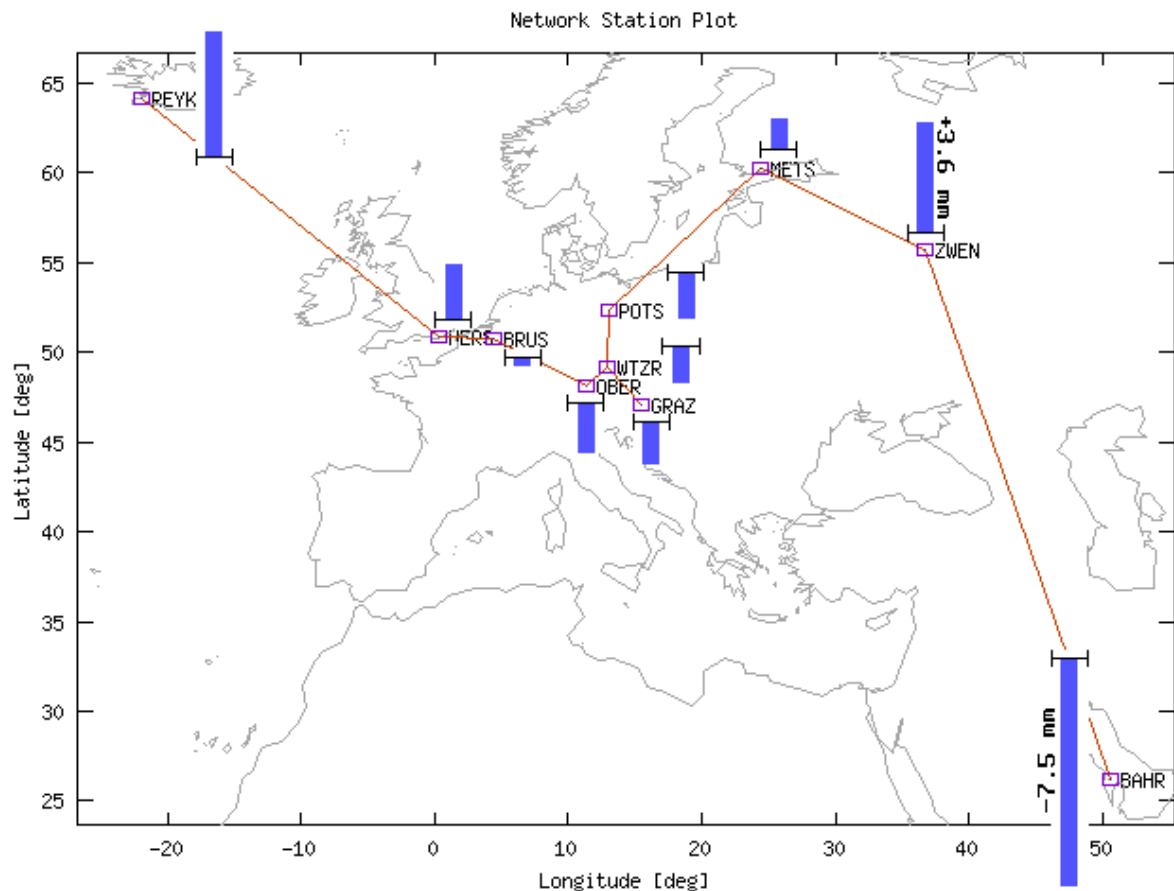 Network Station Plot
65
60
55
50
45
40
35
30
25
Latitude [deg]
REYK
METS
+3.6 mm
ZWEN
POTS
HERS
BRUS
WTZR
OBER
GRAZ
-7.5 mm
BAHR
-20
-10
0
10
20
30
40
50
Longitude [deg]